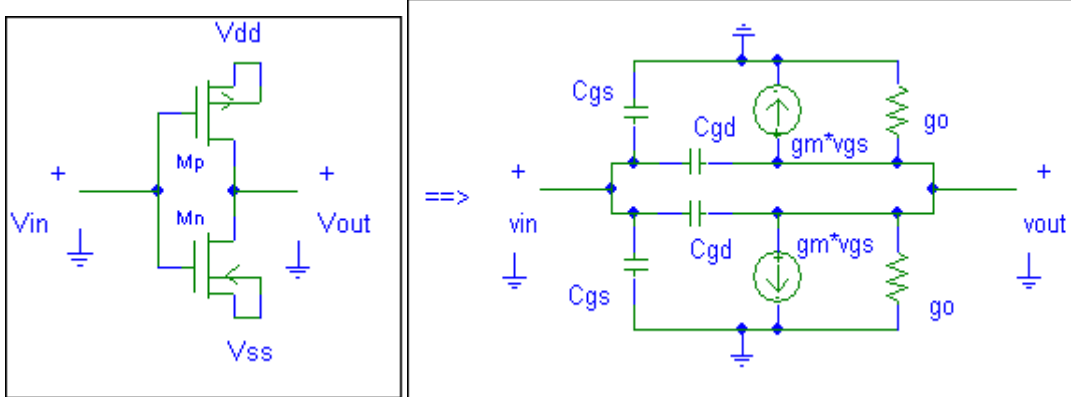 Vdd
Mp
+
+
Vin
Mn
Vout
Vss
==>
Cgs
Cgd
gm*vgs
go
+
+
vin
vout
Cgd
gm*vgs
Cgs
go